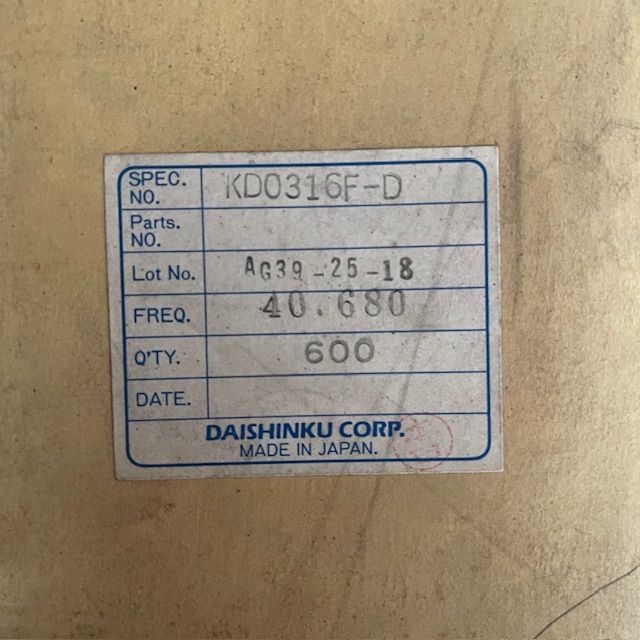 SPEC. NO. KD0316F-D
Parts. NO.
Lot No. AG39-25-18
FREQ. 40.680
Q'TY. 600
DATE.
DAISHINKU CORP.
MADE IN JAPAN.